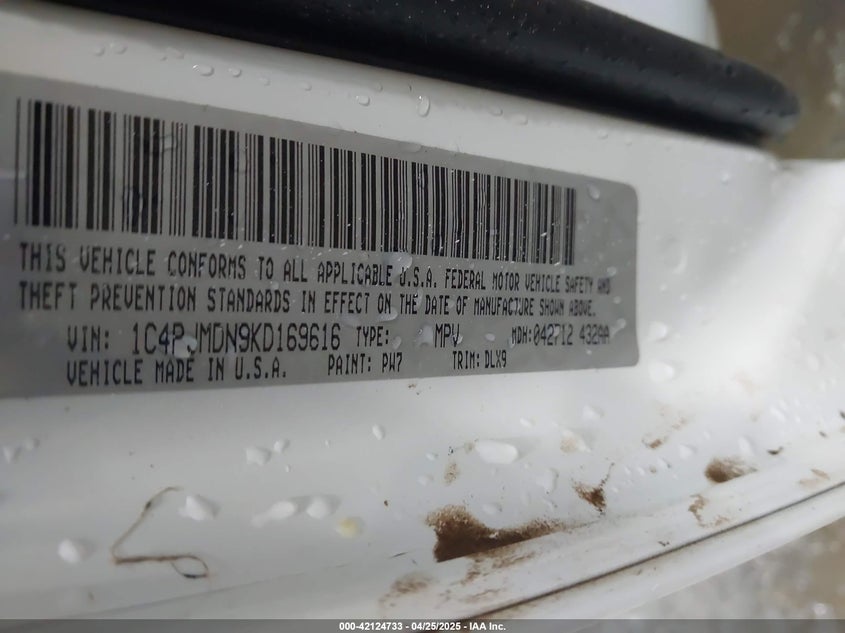 THIS VEHICLE CONFORMS TO ALL APPLICABLE U.S.A. FEDERAL MOTOR VEHICLE SAFETY AND
THEFT PREVENTION STANDARDS IN EFFECT ON THE DATE OF MANUFACTURE SHOWN ABOVE.
VIN: 1C4PJMDN9KD169616 TYPE: MPV MDH:042712 432AA
VEHICLE MADE IN U.S.A. PAINT: PW7 TRIM: DLX9
000-42124733 - 04/25/2025 - IAA Inc.